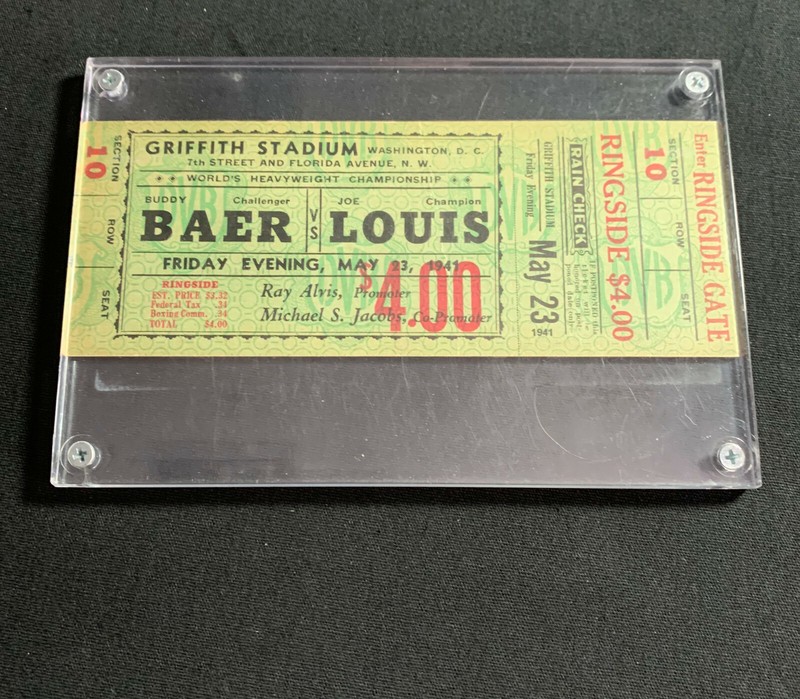 SECTION
10
ROW
SEAT
GRIFFITH STADIUM WASHINGTON, D. C.
7TH STREET AND FLORIDA AVENUE, N. W.
WORLD'S HEAVYWEIGHT CHAMPIONSHIP
BUDDY Challenger JOE Champion
BAER VS LOUIS
FRIDAY EVENING, MAY 23, 1941
$4.00
RINGSIDE
EST. PRICE $3.32
Federal Tax .34
Boxing Comm. .34
TOTAL $4.00
Ray Alvis, Promoter
Michael S. Jacobs, Co-Promoter
GRIFFITH STADIUM
Friday Evening
May 23
1941
RAIN CHECK
IF POSTPONED this
RINGSIDE $4.00
SECTION
10
ROW
SEAT
Enter RINGSIDE GATE